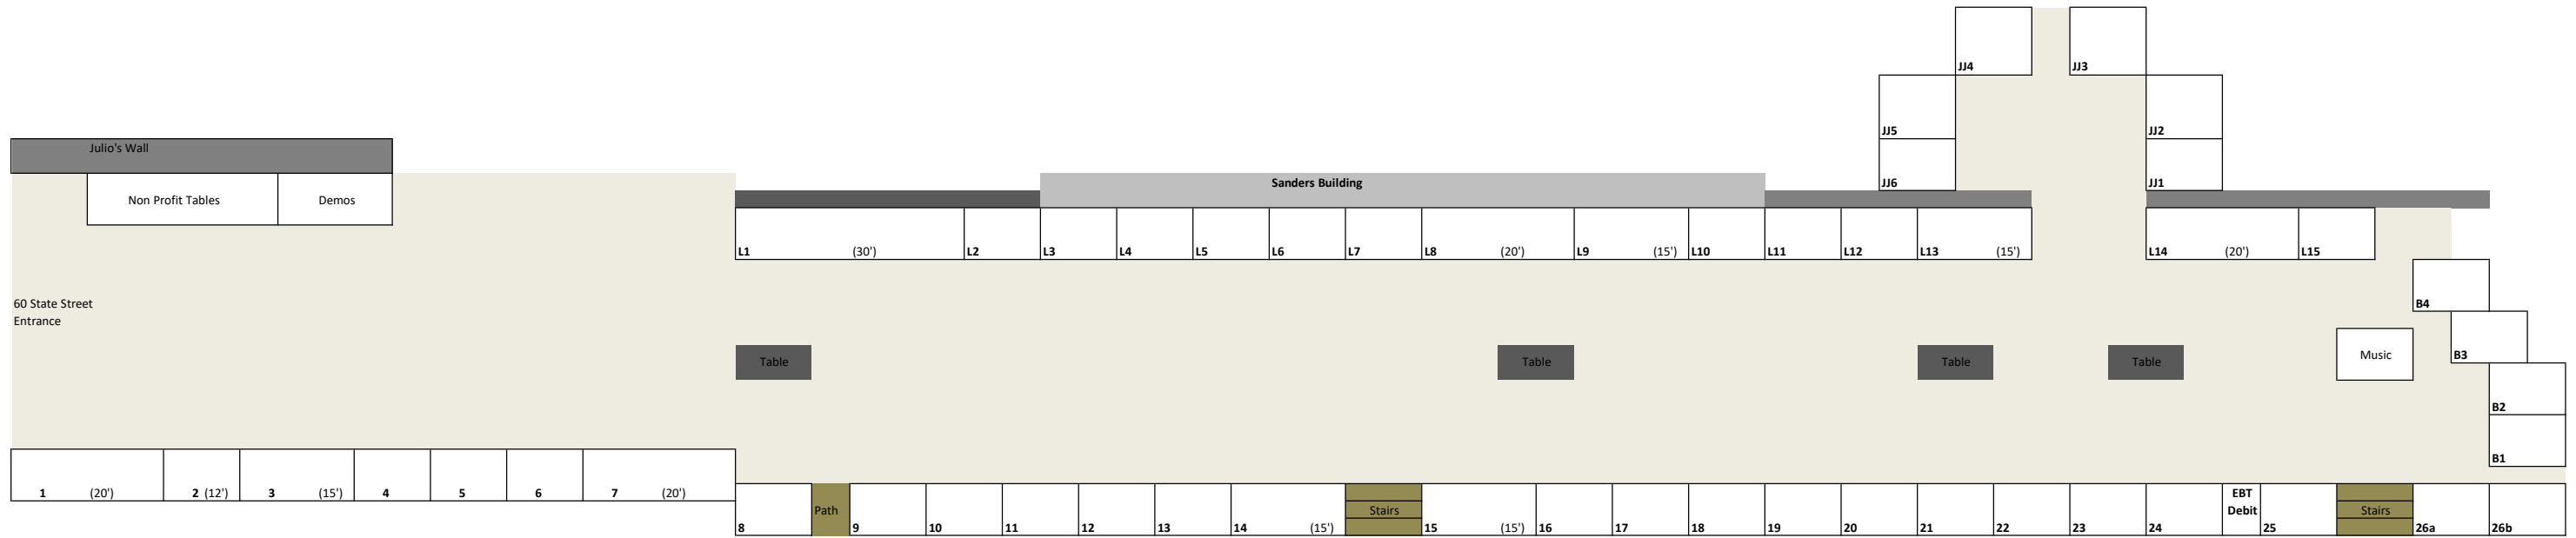 JJ4
JJ3
JJ5
JJ2
Julio's Wall
Sanders Building
JJ6
JJ1
Non Profit Tables
Demos
L1 (30')
L2
L3
L4
L5
L6
L7
L8 (20')
L9 (15')
L10
L11
L12
L13 (15')
L14 (20')
L15
60 State Street
Entrance
B4
Table
Table
Table
Table
Music
B3
B2
B1
1 (20')
2 (12')
3 (15')
4
5
6
7 (20')
8
Path
9
10
11
12
13
14 (15')
Stairs
15 (15')
16
17
18
19
20
21
22
23
24
EBT
Debit
25
Stairs
26a
26b